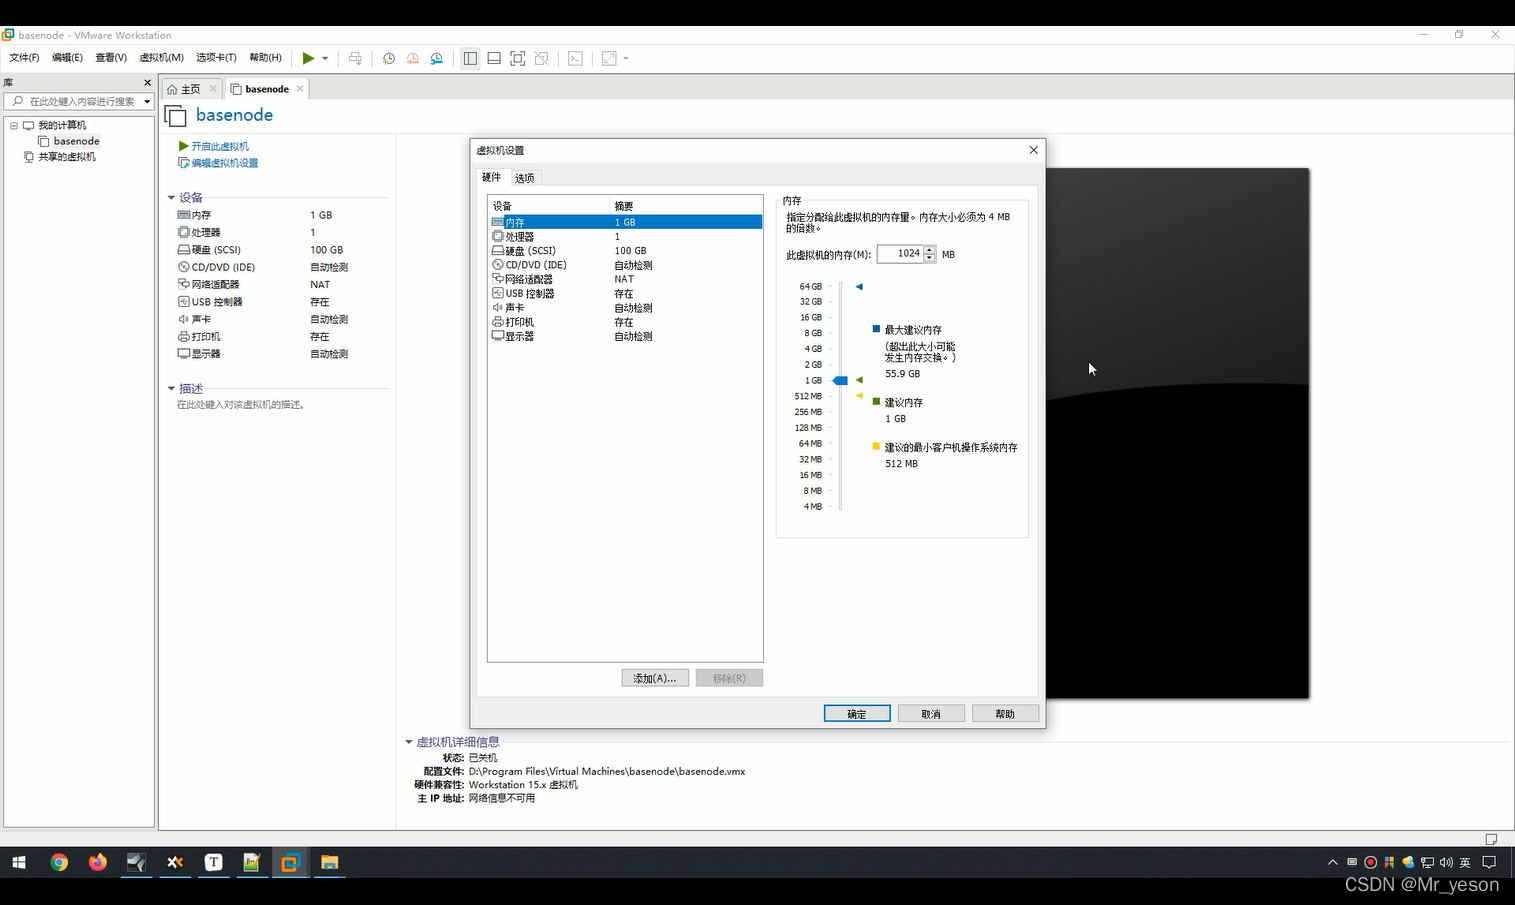 basenode - VMware Workstation
文件(F) 编辑(E) 查看(V) 虚拟机(M) 选项卡(T) 帮助(H)
库
在此处键入内容进行搜索
我的计算机
basenode
共享的虚拟机
主页 basenode
basenode
开启此虚拟机
编辑虚拟机设置
设备
内存 1 GB
处理器 1
硬盘 (SCSI) 100 GB
CD/DVD (IDE) 自动检测
网络适配器 NAT
USB 控制器 存在
声卡 自动检测
打印机 存在
显示器 自动检测
描述
在此处键入对该虚拟机的描述。
虚拟机设置
硬件 选项
设备 摘要
内存 1 GB
处理器 1
硬盘 (SCSI) 100 GB
CD/DVD (IDE) 自动检测
网络适配器 NAT
USB 控制器 存在
声卡 自动检测
打印机 存在
显示器 自动检测
添加(A)... 移除(R)
内存
指定分配给此虚拟机的内存量。内存大小必须为 4 MB
的倍数。
此虚拟机的内存(M): 1024 MB
64 GB
32 GB
16 GB
8 GB
4 GB
2 GB
1 GB
512 MB
256 MB
128 MB
64 MB
32 MB
16 MB
8 MB
4 MB
最大建议内存
(超出此大小可能
发生内存交换。)
55.9 GB
建议内存
1 GB
建议的最小客户机操作系统内存
512 MB
确定 取消 帮助
虚拟机详细信息
状态: 已关机
配置文件: D:\Program Files\Virtual Machines\basenode\basenode.vmx
硬件兼容性: Workstation 15.x 虚拟机
主 IP 地址: 网络信息不可用
英
CSDN @Mr_yeson